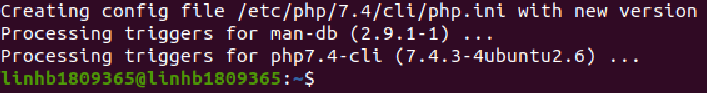 Creating config file /etc/php/7.4/cli/php.ini with new version
Processing triggers for man-db (2.9.1-1) ...
Processing triggers for php7.4-cli (7.4.3-4ubuntu2.6) ...
linhb1809365@linhb1809365:~$